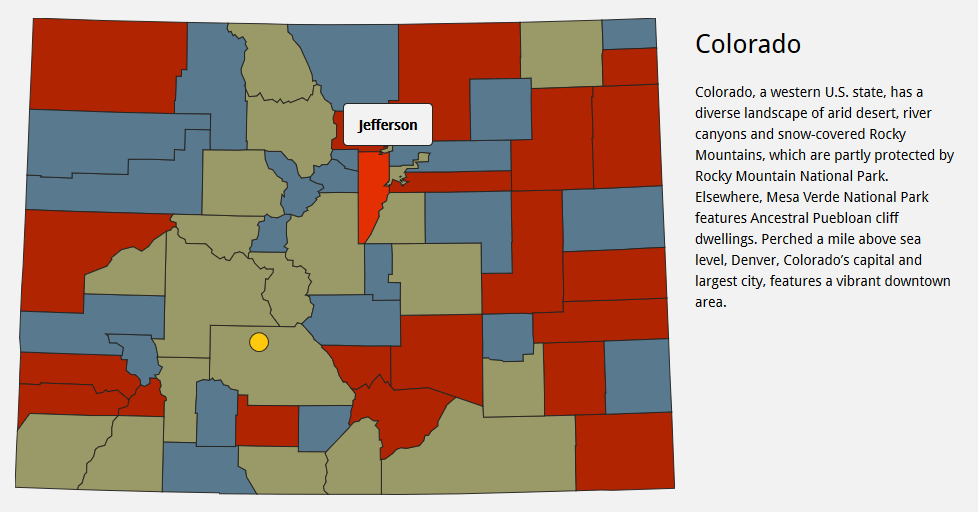 Colorado
Jefferson
Colorado, a western U.S. state, has a
diverse landscape of arid desert, river
canyons and snow-covered Rocky
Mountains, which are partly protected by
Rocky Mountain National Park.
Elsewhere, Mesa Verde National Park
features Ancestral Puebloan cliff
dwellings. Perched a mile above sea
level, Denver, Colorado’s capital and
largest city, features a vibrant downtown
area.